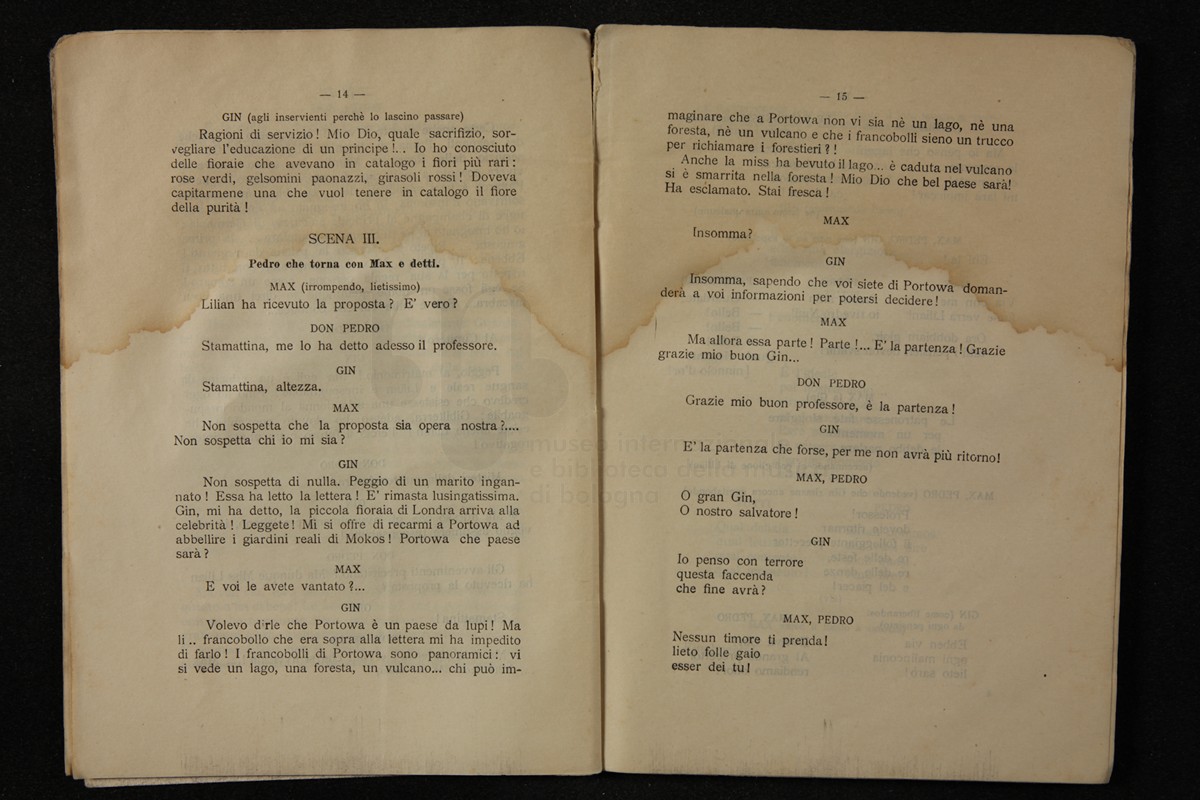 — 14 —
GIN (agli inservienti perchè lo lascino passare)
Ragioni di servizio! Mio Dio, quale sacrifizio, sor-
vegliare l'educazione di un principe!... Io ho conosciuto
delle fioraie che avevano in catalogo i fiori più rari:
rose verdi, gelsomini paonazzi, girasoli rossi! Doveva
capitarmene una che vuol tenere in catalogo il fiore
della purità!
SCENA III.
Pedro che torna con Max e detti.
MAX (irrompendo, lietissimo)
Lilian ha ricevuto la proposta? E' vero?
DON PEDRO
Stamattina, me lo ha detto adesso il professore.
GIN
Stamattina, altezza.
MAX
Non sospetta che la proposta sia opera nostra?....
Non sospetta chi io mi sia?
GIN
Non sospetta di nulla. Peggio di un marito ingan-
nato! Essa ha letto la lettera! E' rimasta lusingatissima.
Gin, mi ha detto, la piccola fioraia di Londra arriva alla
celebrità! Leggete! Mi si offre di recarmi a Portowa ad
abbellire i giardini reali di Mokos! Portowa che paese
sarà?
MAX
E voi le avete vantato?...
GIN
Volevo dirle che Portowa è un paese da lupi! Ma
li.. francobollo che era sopra alla lettera mi ha impedito
di farlo! I francobolli di Portowa sono panoramici: vi
si vede un lago, una foresta, un vulcano... chi può im-
— 15 —
maginare che a Portowa non vi sia nè un lago, nè una
foresta, nè un vulcano e che i francobolli sieno un trucco
per richiamare i forestieri?!
Anche la miss ha bevuto il lago... è caduta nel vulcano
si è smarrita nella foresta! Mio Dio che bel paese sarà!
Ha esclamato. Stai fresca!
MAX
Insomma?
GIN
Insomma, sapendo che voi siete di Portowa doman-
derà a voi informazioni per potersi decidere!
MAX
Ma allora essa parte! Parte!... E' la partenza! Grazie
grazie mio buon Gin...
DON PEDRO
Grazie mio buon professore, è la partenza!
GIN
E' la partenza che forse, per me non avrà più ritorno!
MAX, PEDRO
O gran Gin,
O nostro salvatore!
GIN
Io penso con terrore
questa faccenda
che fine avrà?
MAX, PEDRO
Nessun timore ti prenda!
lieto folle gaio
esser dei tu!
museo internazionale
e biblioteca della musica
di bologna